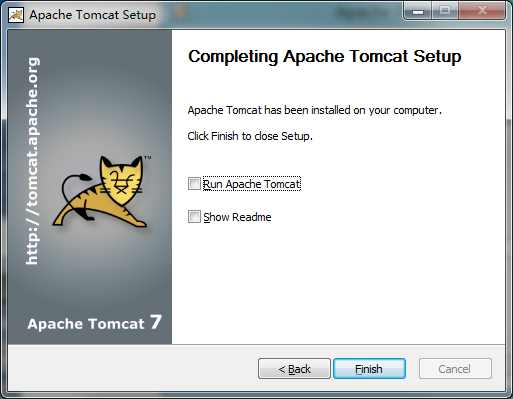 Apache Tomcat Setup
http://tomcat.apache.org
Completing Apache Tomcat Setup
Apache Tomcat has been installed on your computer.
Click Finish to close Setup.
Run Apache Tomcat
Show Readme
TM
Apache Tomcat 7
< Back
Finish
Cancel